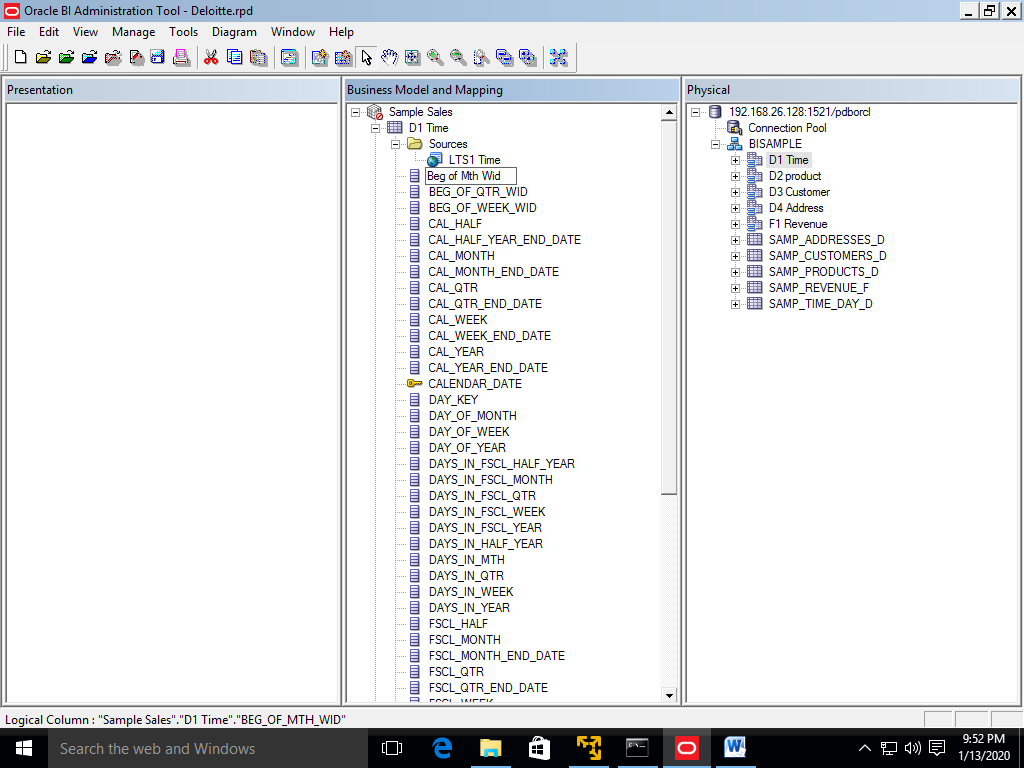 Oracle BI Administration Tool - Deloitte.rpd
File Edit View Manage Tools Diagram Window Help
Presentation
Business Model and Mapping
Sample Sales
D1 Time
Sources
LTS1 Time
Beg of Mth Wid
BEG_OF_QTR_WID
BEG_OF_WEEK_WID
CAL_HALF
CAL_HALF_YEAR_END_DATE
CAL_MONTH
CAL_MONTH_END_DATE
CAL_QTR
CAL_QTR_END_DATE
CAL_WEEK
CAL_WEEK_END_DATE
CAL_YEAR
CAL_YEAR_END_DATE
CALENDAR_DATE
DAY_KEY
DAY_OF_MONTH
DAY_OF_WEEK
DAY_OF_YEAR
DAYS_IN_FSCL_HALF_YEAR
DAYS_IN_FSCL_MONTH
DAYS_IN_FSCL_QTR
DAYS_IN_FSCL_WEEK
DAYS_IN_FSCL_YEAR
DAYS_IN_HALF_YEAR
DAYS_IN_MTH
DAYS_IN_QTR
DAYS_IN_WEEK
DAYS_IN_YEAR
FSCL_HALF
FSCL_MONTH
FSCL_MONTH_END_DATE
FSCL_QTR
FSCL_QTR_END_DATE
Physical
192.168.26.128:1521/pdborcl
Connection Pool
BISAMPLE
D1 Time
D2 product
D3 Customer
D4 Address
F1 Revenue
SAMP_ADDRESSES_D
SAMP_CUSTOMERS_D
SAMP_PRODUCTS_D
SAMP_REVENUE_F
SAMP_TIME_DAY_D
Logical Column : "Sample Sales"."D1 Time"."BEG_OF_MTH_WID"
Search the web and Windows
9:52 PM
1/13/2020